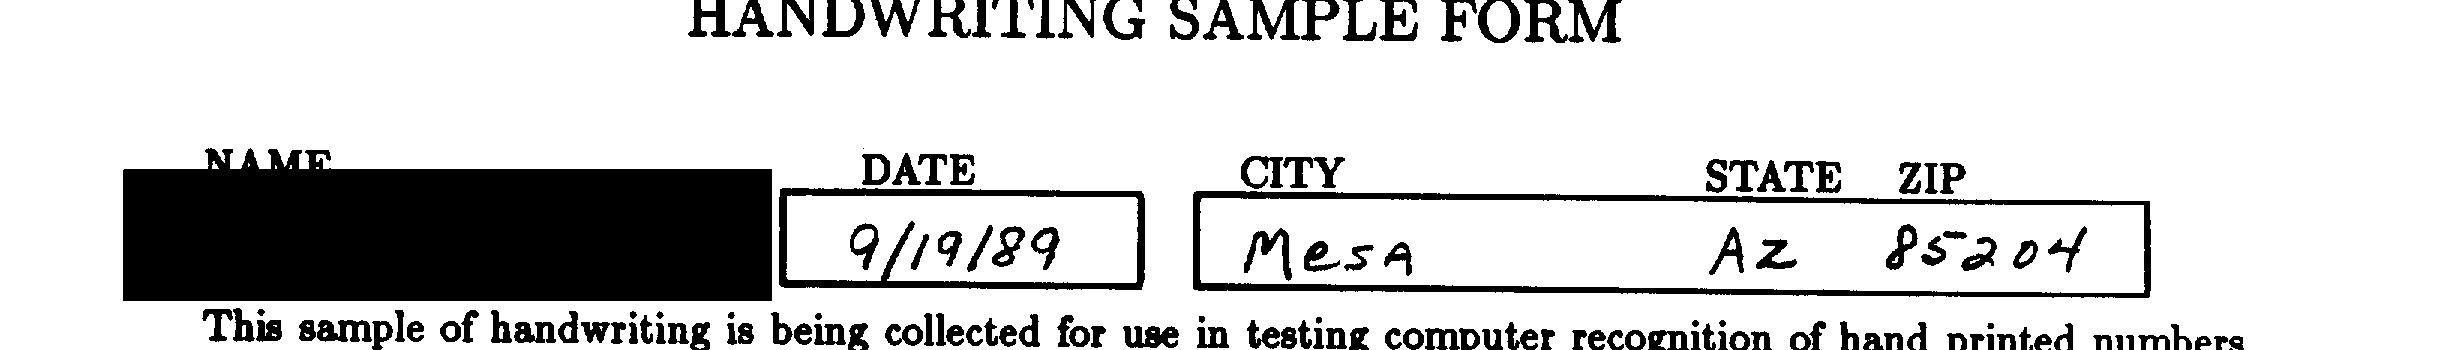 HANDWRITING SAMPLE FORM
NAME DATE CITY STATE ZIP
9/19/89 MesA Az 85204
This sample of handwriting is being collected for use in testing computer recognition of hand printed numbers